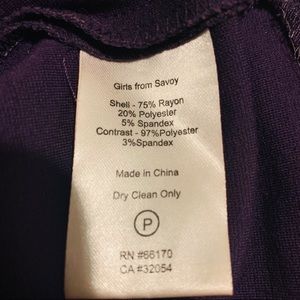 Girls from Savoy
Shell - 75% Rayon
20% Polyester
5% Spandex
Contrast - 97%Polyester
3%Spandex
Made in China
Dry Clean Only
P
RN #66170
CA #32054